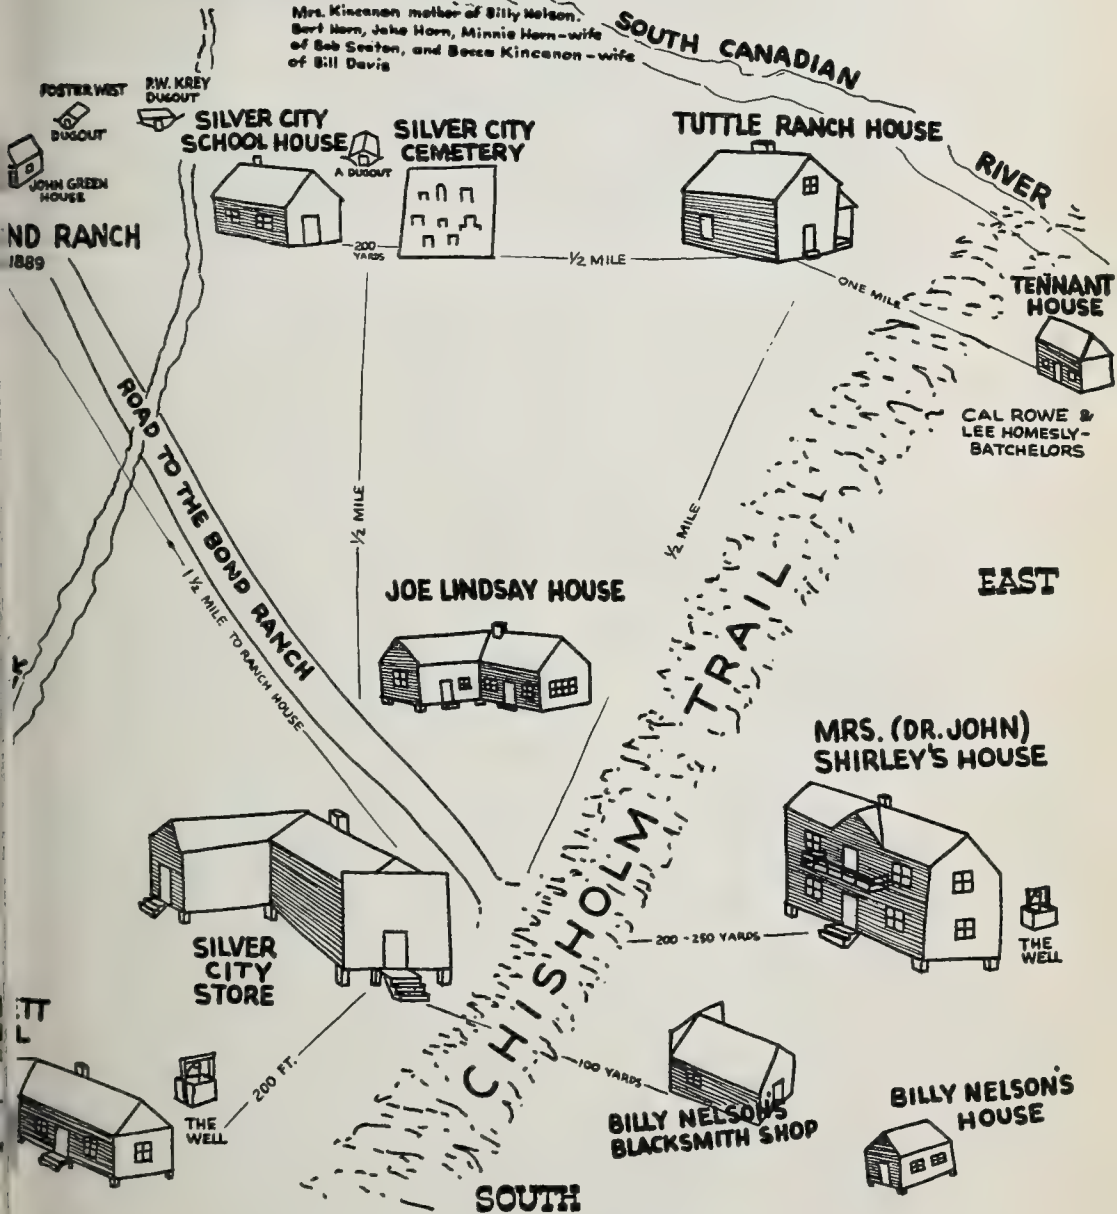 Mrs. Kincanon mother of Billy Nelson.
Bert Horn, Jake Horn, Minnie Horn-wife
of Bob Seaton, and Becca Kincanon-wife
of Bill Davis
SOUTH CANADIAN
RIVER
FOSTER WIST
DUGOUT
P.W. KREY
DUGOUT
SILVER CITY
SCHOOL HOUSE
A DUGOUT
SILVER CITY
CEMETERY
TUTTLE RANCH HOUSE
JOHN GREEN
HOUSE
ND RANCH
1889
200
YARDS
1/2 MILE
ONE MILE
TENNANT
HOUSE
CAL ROWE &
LEE HOMESLY-
BATCHELORS
ROAD TO THE BOND RANCH
1 1/2 MILE TO RANCH HOUSE
1/2 MILE
1/2 MILE
EAST
JOE LINDSAY HOUSE
K
CHISHOLM TRAIL
MRS. (DR. JOHN)
SHIRLEY'S HOUSE
200-250 YARDS
THE
WELL
SILVER
CITY
STORE
ETT
L
THE
WELL
200 FT.
100 YARDS
BILLY NELSON'S
BLACKSMITH SHOP
BILLY NELSON'S
HOUSE
SOUTH